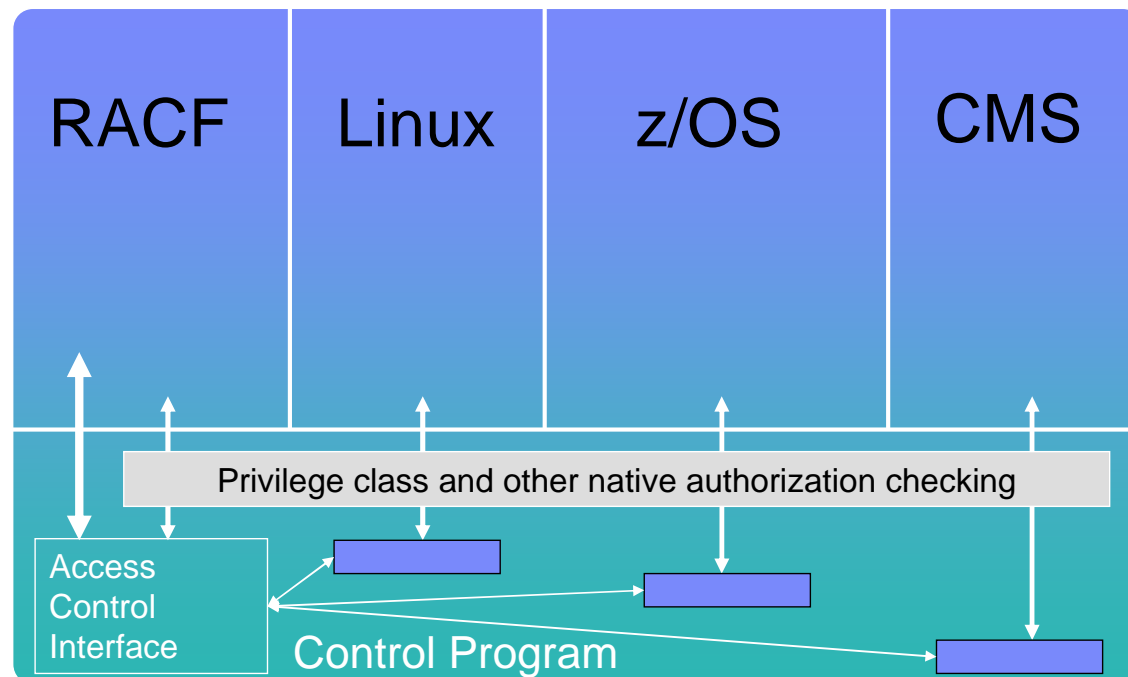 RACF
Linux
z/OS
CMS
Privilege class and other native authorization checking
Access
Control
Interface
Control Program